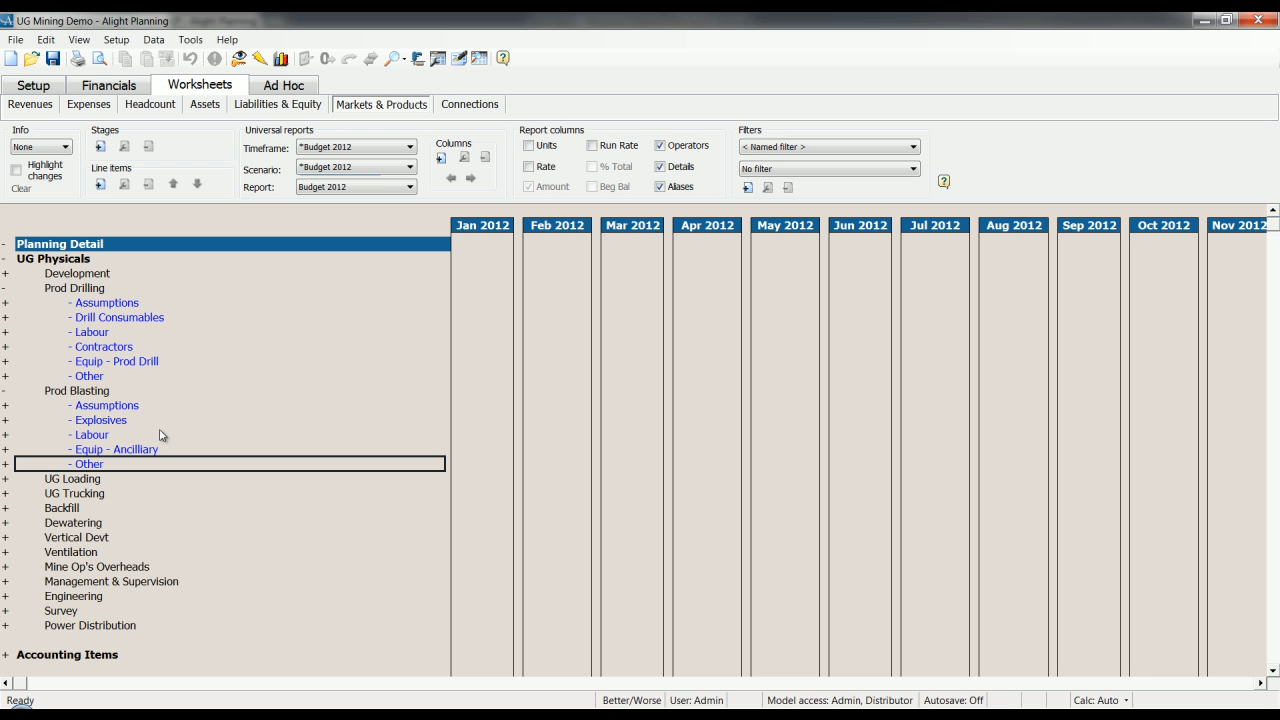 UG Mining Demo - Alight Planning
File Edit View Setup Data Tools Help
Setup Financials Worksheets Ad Hoc
Revenues Expenses Headcount Assets Liabilities & Equity Markets & Products Connections
Info Stages Universal reports Report columns Filters
None Timeframe: *Budget 2012 Columns Units Run Rate Operators < Named filter >
Highlight changes Line items Scenario: *Budget 2012 Rate % Total Details No filter
Clear Report: Budget 2012 Amount Beg Bal Aliases
Jan 2012 Feb 2012 Mar 2012 Apr 2012 May 2012 Jun 2012 Jul 2012 Aug 2012 Sep 2012 Oct 2012 Nov 2012
- Planning Detail
- UG Physicals
+ Development
- Prod Drilling
+ - Assumptions
+ - Drill Consumables
+ - Labour
+ - Contractors
+ - Equip - Prod Drill
+ - Other
- Prod Blasting
+ - Assumptions
+ - Explosives
+ - Labour
+ - Equip - Ancilliary
+ - Other
+ UG Loading
+ UG Trucking
+ Backfill
+ Dewatering
+ Vertical Devt
+ Ventilation
+ Mine Op's Overheads
+ Management & Supervision
+ Engineering
+ Survey
+ Power Distribution
+ Accounting Items
Ready Better/Worse User: Admin Model access: Admin, Distributor Autosave: Off Calc: Auto